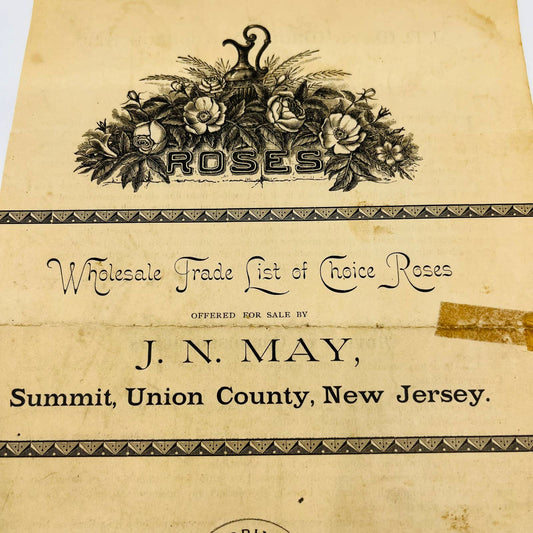 ROSES
Wholesale Trade List of Choice Roses
OFFERED FOR SALE BY
J. N. MAY,
Summit, Union County, New Jersey.